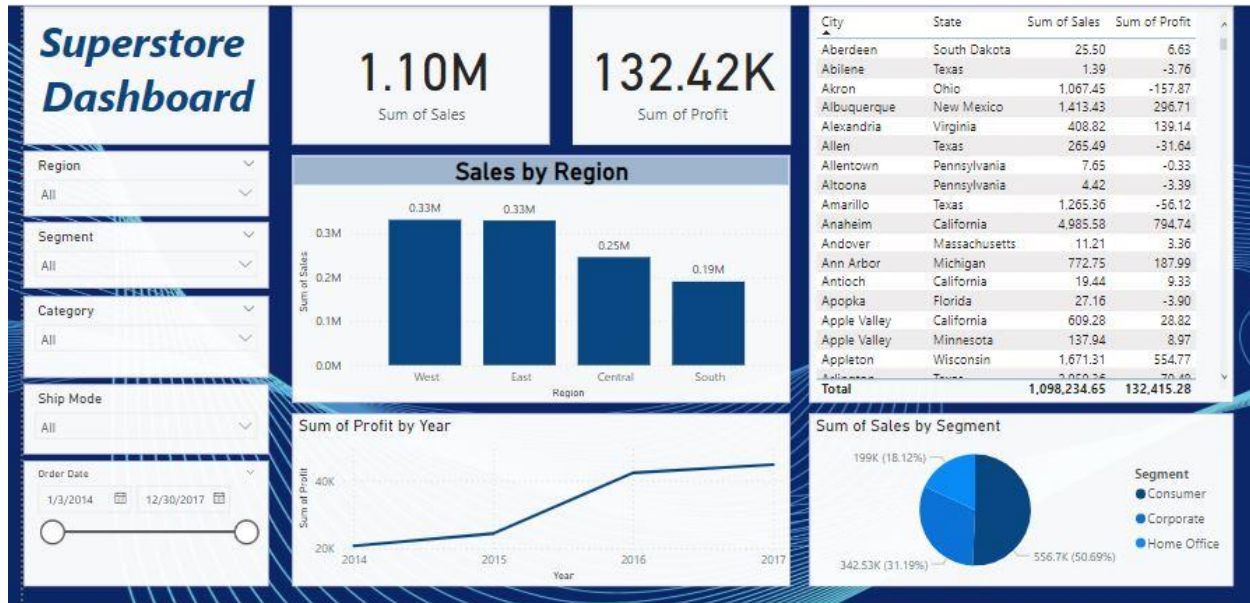 Superstore
Dashboard
1.10M
Sum of Sales
132.42K
Sum of Profit
Region
All
Segment
All
Category
All
Ship Mode
All
Order Date
1/3/2014 12/30/2017
Sales by Region
Sum of Sales
0.3M
0.2M
0.1M
0.0M
0.33M 0.33M 0.25M 0.19M
West East Central South
Region
Sum of Profit by Year
Sum of Profit
40K
20K
2014 2015 2016 2017
Year
City State Sum of Sales Sum of Profit
Aberdeen South Dakota 25.50 6.63
Abilene Texas 1.39 -3.76
Akron Ohio 1,067.45 -157.87
Albuquerque New Mexico 1,413.43 296.71
Alexandria Virginia 408.82 139.14
Allen Texas 265.49 -31.64
Allentown Pennsylvania 7.65 -0.33
Altoona Pennsylvania 4.42 -3.39
Amarillo Texas 1,265.36 -56.12
Anaheim California 4,985.58 794.74
Andover Massachusetts 11.21 3.36
Ann Arbor Michigan 772.75 187.99
Antioch California 19.44 9.33
Apopka Florida 27.16 -3.90
Apple Valley California 609.28 28.82
Apple Valley Minnesota 137.94 8.97
Appleton Wisconsin 1,671.31 554.77
Total 1,098,234.65 132,415.28
Sum of Sales by Segment
199K (18.12%)
342.53K (31.19%)
556.7K (50.69%)
Segment
Consumer
Corporate
Home Office